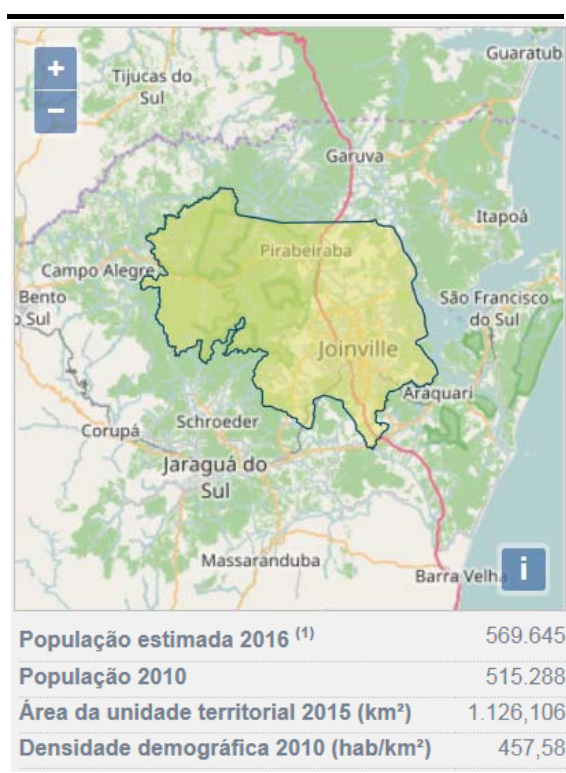 Guaratub
+
Tijucas do
Sul
−
Garuva
Itapoá
Pirabeiraba
Campo Alegre
Bento
o Sul
São Francisco
do Sul
Joinville
Araquari
Schroeder
Corupá
Jaraguá do
Sul
Massaranduba
Barra Velha
i
População estimada 2016 (1) 569.645
População 2010 515.288
Área da unidade territorial 2015 (km²) 1.126,106
Densidade demográfica 2010 (hab/km²) 457,58